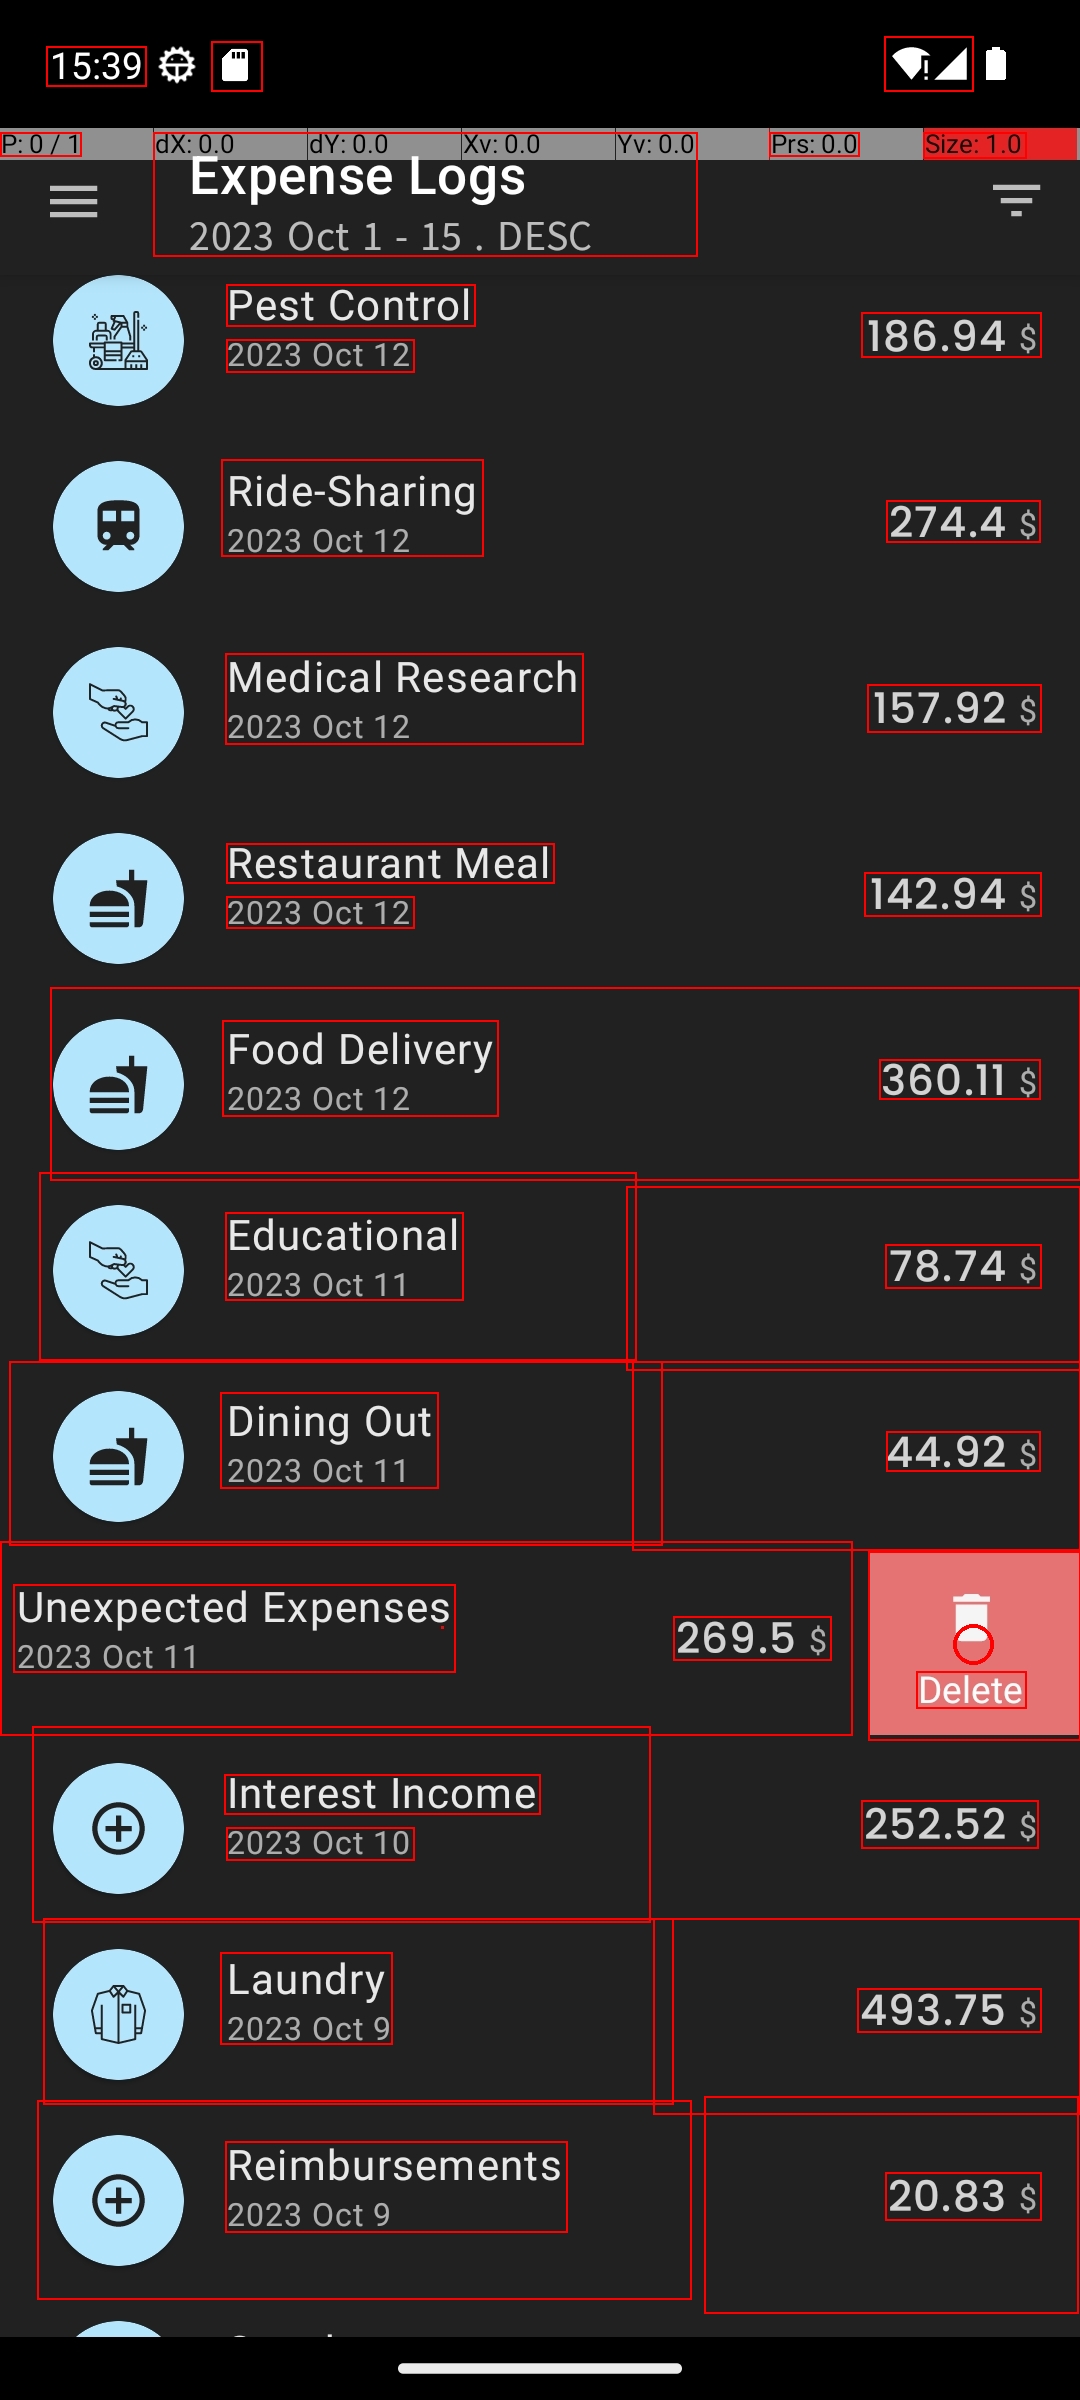 15:39
P: 0 / 1 dX: 0.0 dY: 0.0 Xv: 0.0 Yv: 0.0 Prs: 0.0 Size: 1.0
Expense Logs
2023 Oct 1 - 15 . DESC
Pest Control
2023 Oct 12
186.94 $
Ride-Sharing
2023 Oct 12
274.4 $
Medical Research
2023 Oct 12
157.92 $
Restaurant Meal
2023 Oct 12
142.94 $
Food Delivery
2023 Oct 12
360.11 $
Educational
2023 Oct 11
78.74 $
Dining Out
2023 Oct 11
44.92 $
Unexpected Expenses
2023 Oct 11
269.5 $
Delete
Interest Income
2023 Oct 10
252.52 $
Laundry
2023 Oct 9
493.75 $
Reimbursements
2023 Oct 9
20.83 $